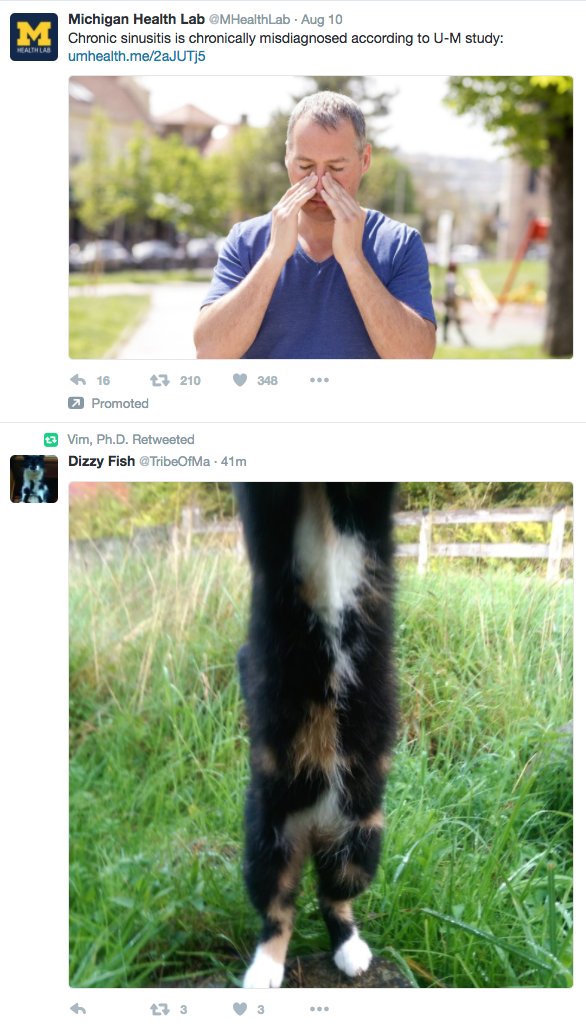 Michigan Health Lab @MHealthLab · Aug 10
Chronic sinusitis is chronically misdiagnosed according to U-M study:
umhealth.me/2aJUTj5
M
HEALTH LAB
16 210 348 •••
Promoted
Vim, Ph.D. Retweeted
Dizzy Fish @TribeOfMa · 41m
3 3 •••